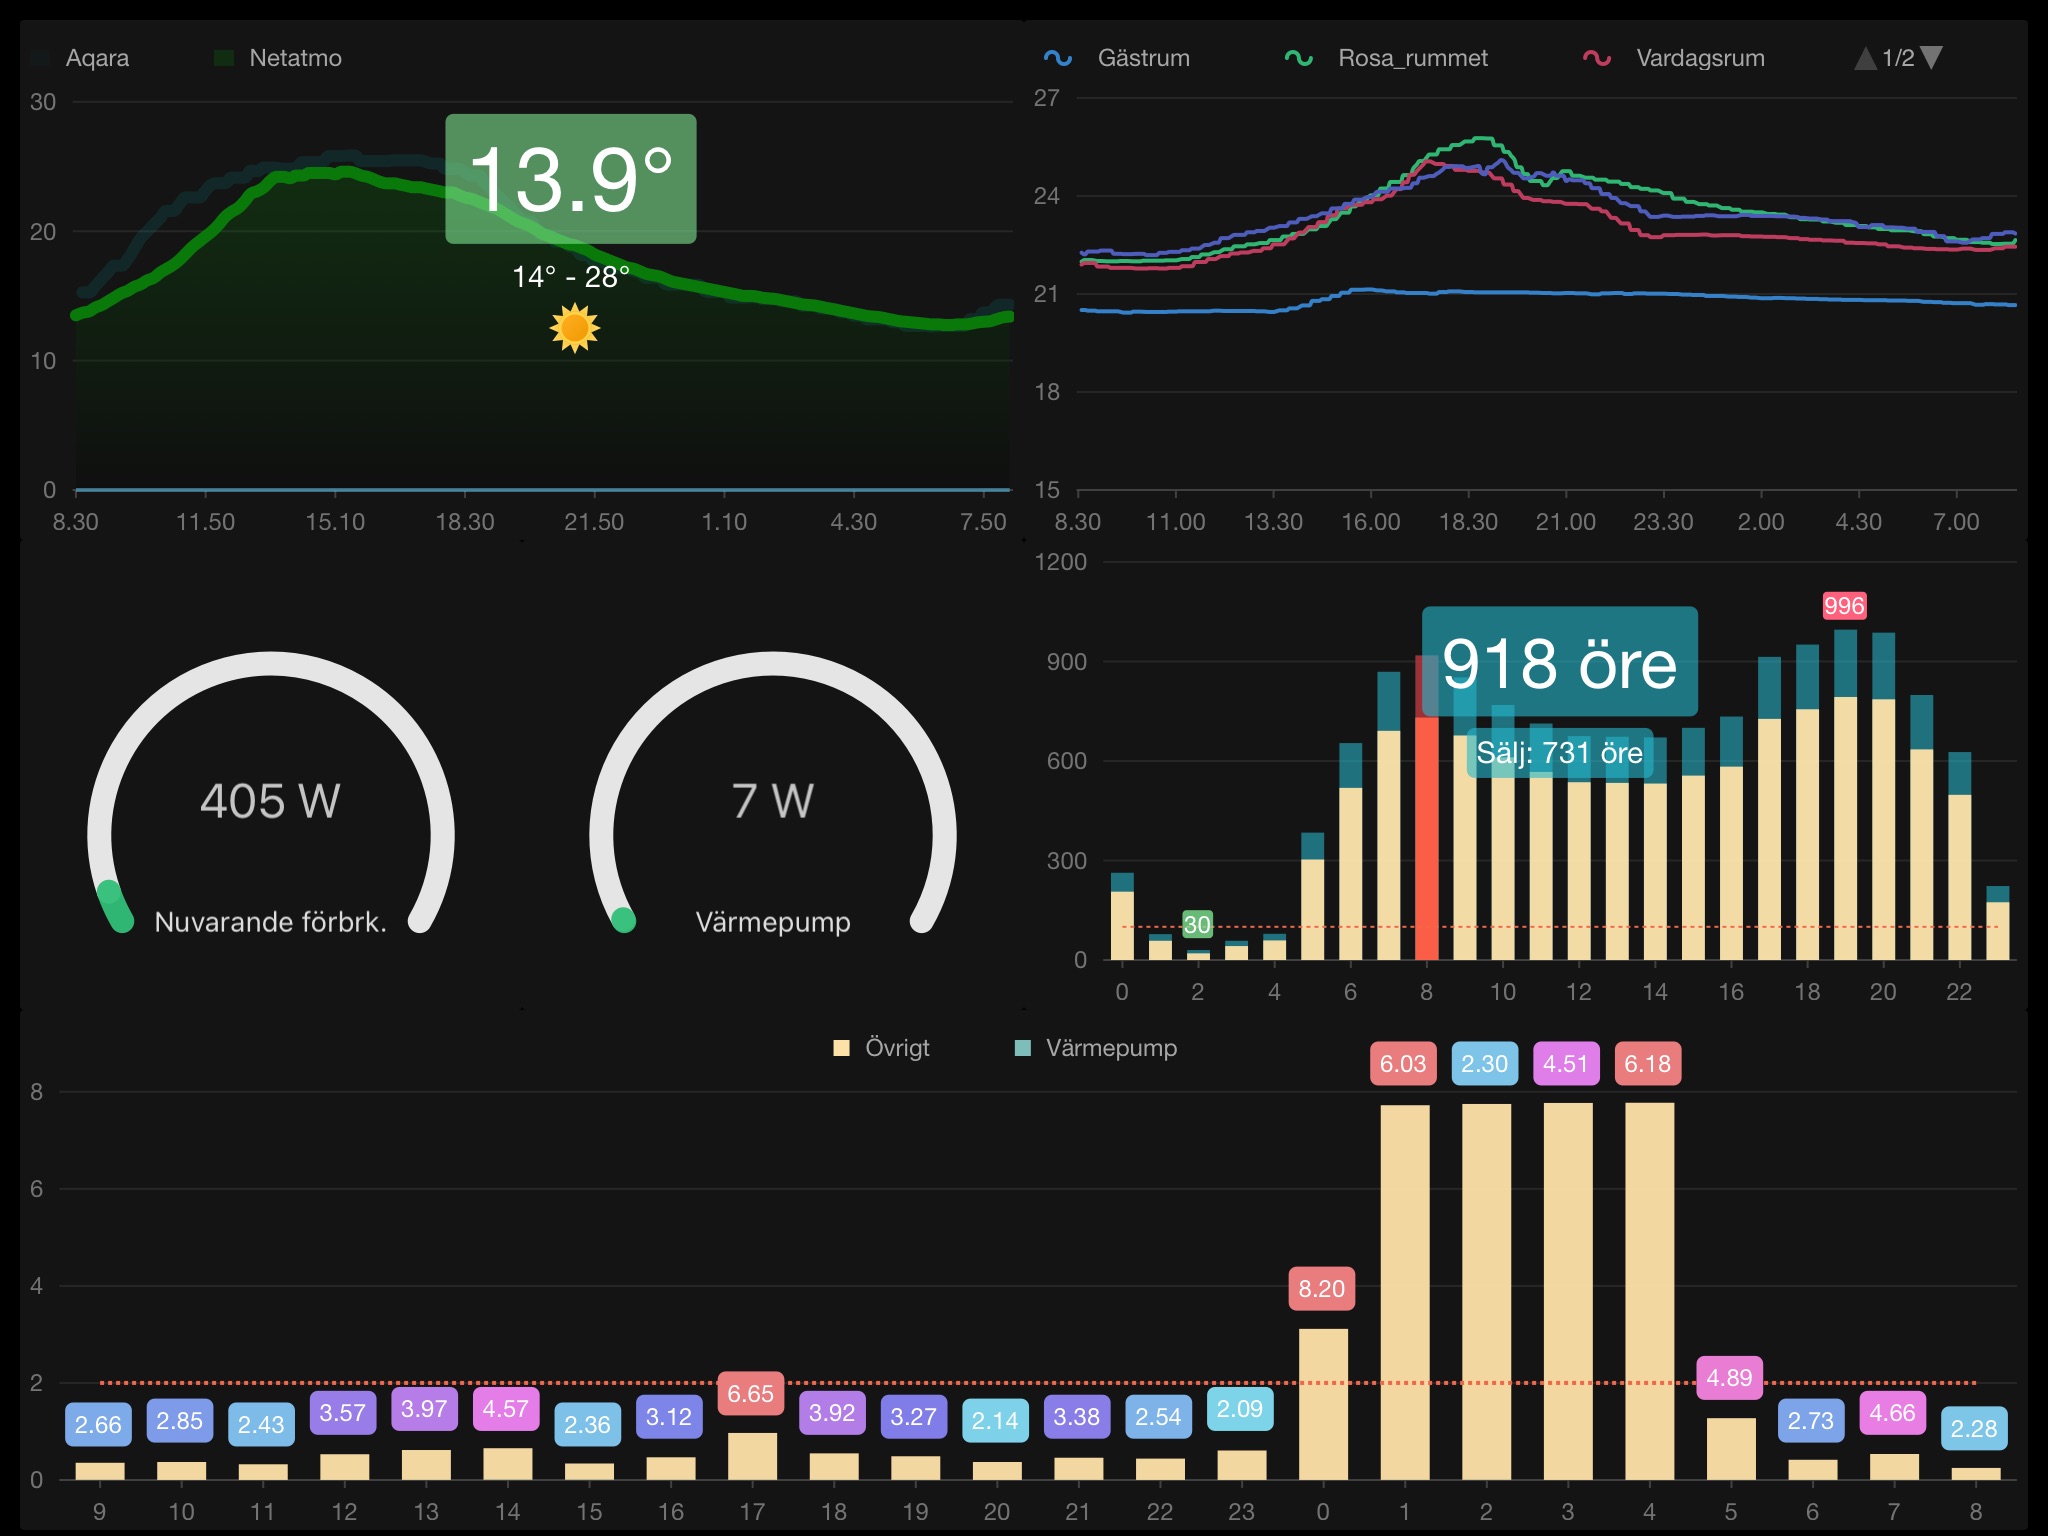 Aqara Netatmo
30
20
10
0
13.9°
14° - 28°
8.30 11.50 15.10 18.30 21.50 1.10 4.30 7.50
Gästrum Rosa_rummet Vardagsrum 1/2
27
24
21
18
15
8.30 11.00 13.30 16.00 18.30 21.00 23.30 2.00 4.30 7.00
405 W
Nuvarande förbrk.
7 W
Värmepump
1200
900
600
300
0
996
918 öre
Sälj: 731 öre
30
0 2 4 6 8 10 12 14 16 18 20 22
Övrigt Värmepump
8
6
4
2
0
6.03 2.30 4.51 6.18
8.20
2.66 2.85 2.43 3.57 3.97 4.57 2.36 3.12 6.65 3.92 3.27 2.14 3.38 2.54 2.09 4.89 2.73 4.66 2.28
9 10 11 12 13 14 15 16 17 18 19 20 21 22 23 0 1 2 3 4 5 6 7 8